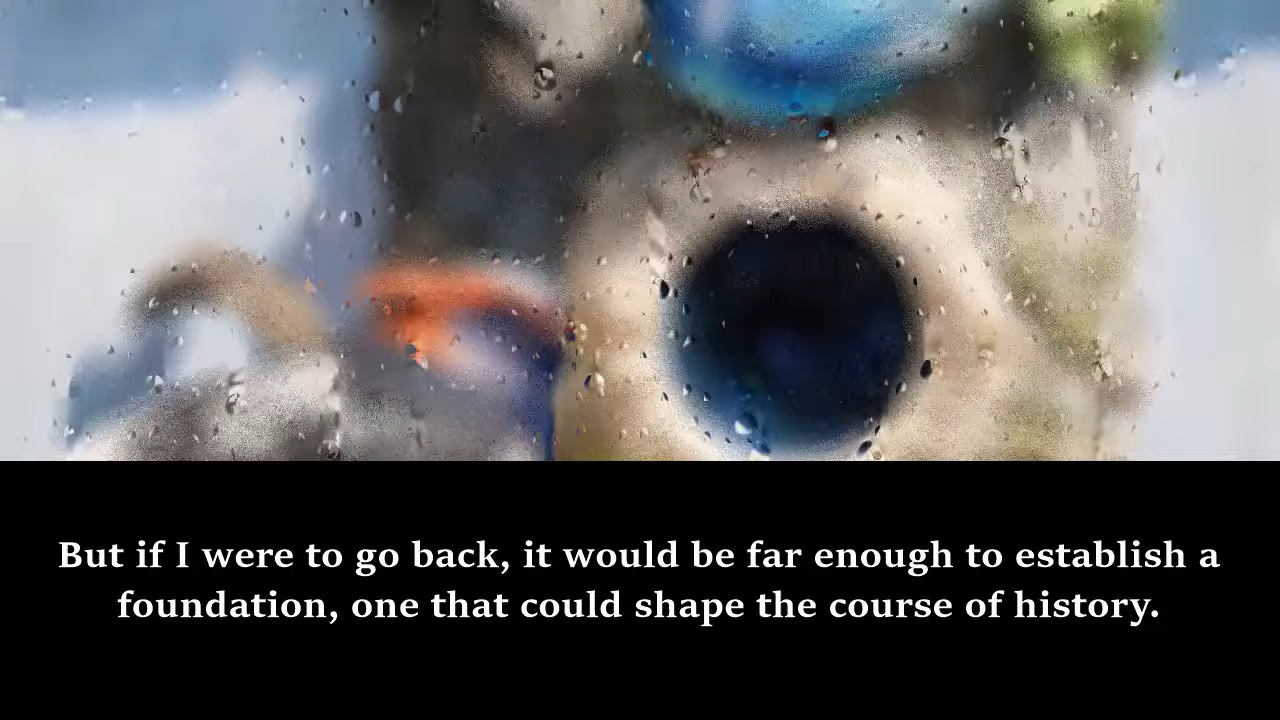 But if I were to go back, it would be far enough to establish a
foundation, one that could shape the course of history.